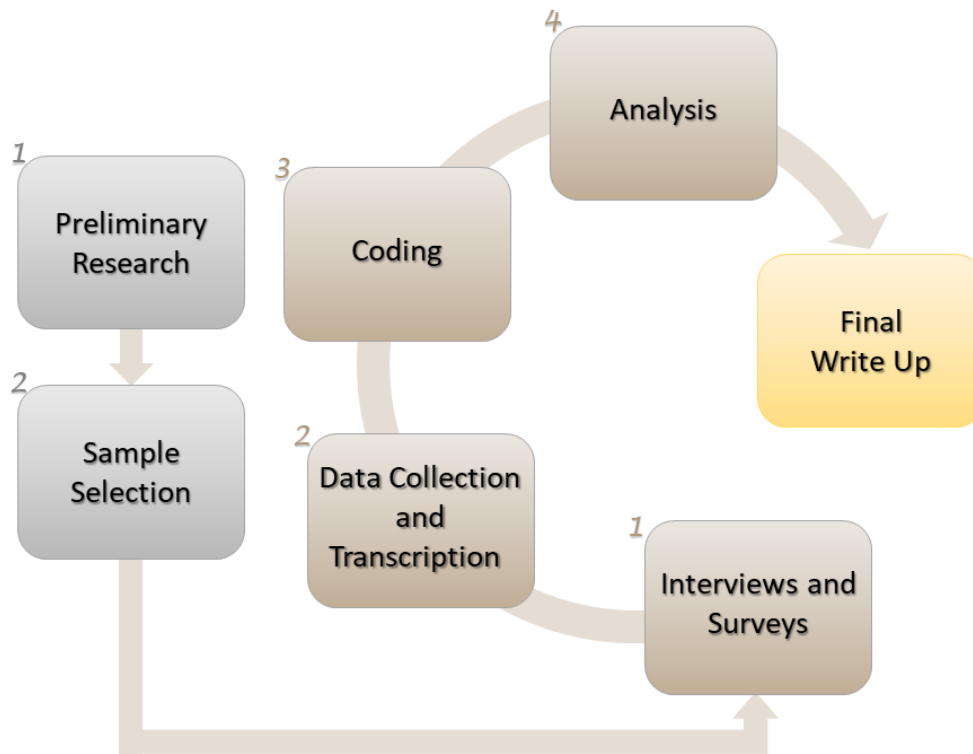 1
Preliminary
Research
2
Sample
Selection
1
Interviews and
Surveys
2
Data Collection
and
Transcription
3
Coding
4
Analysis
Final
Write Up